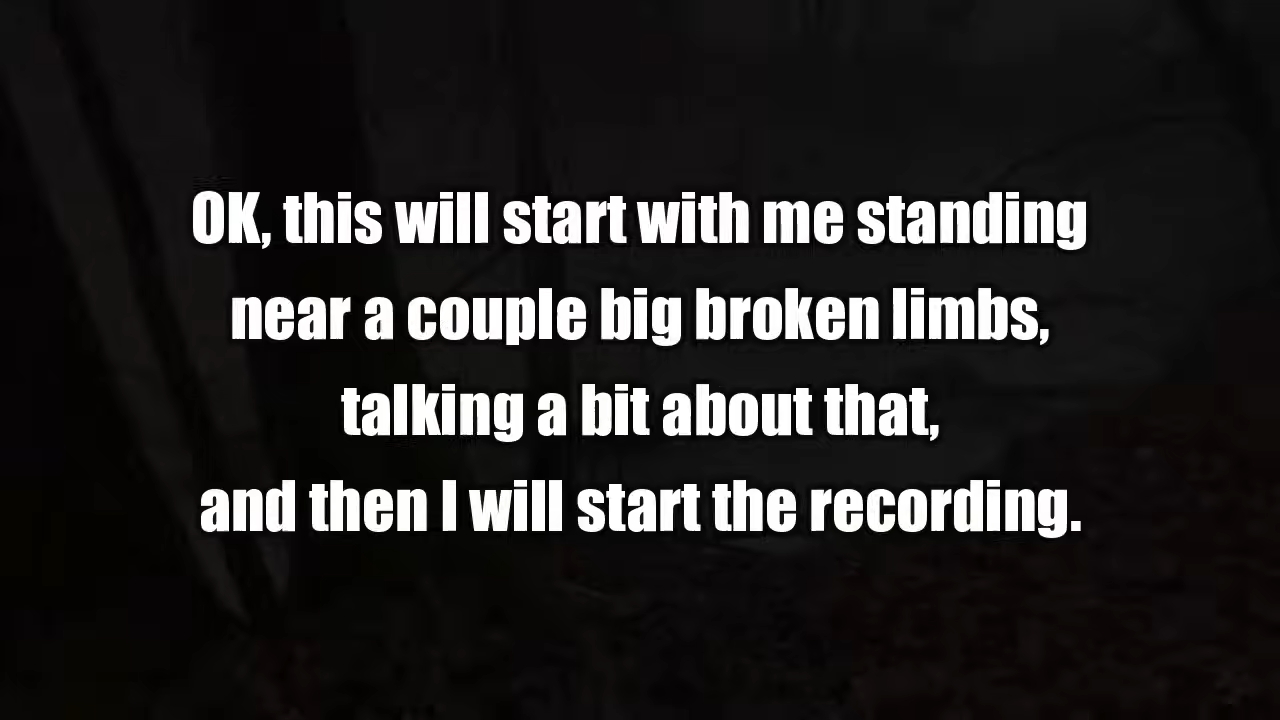 OK, this will start with me standing
near a couple big broken limbs,
talking a bit about that,
and then I will start the recording.